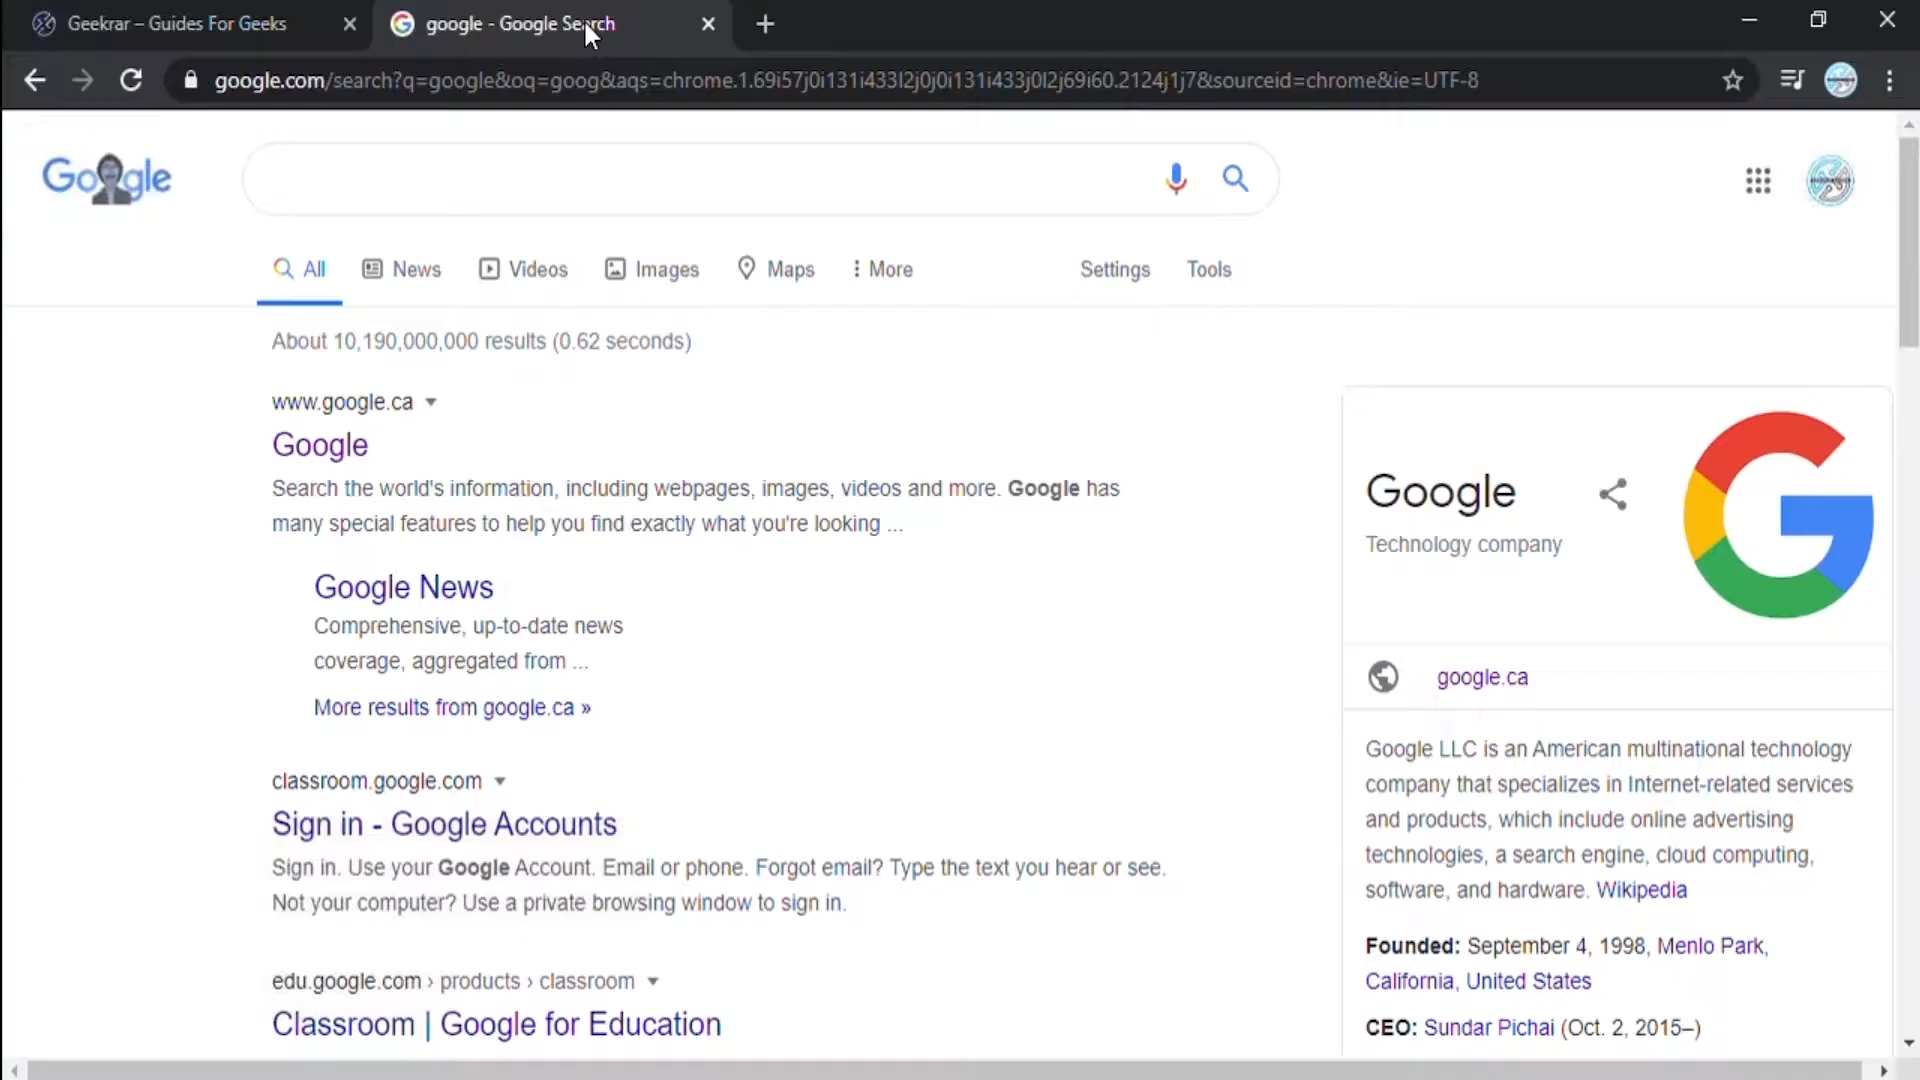 Geekrar – Guides For Geeks
google - Google Search
google.com/search?q=google&oq=goog&aqs=chrome.1.69i57j0i131i433l2j0j0i131i433j0l2j69i60.2124j1j7&sourceid=chrome&ie=UTF-8
Google
All News Videos Images Maps More Settings Tools
About 10,190,000,000 results (0.62 seconds)
www.google.ca
Google
Search the world's information, including webpages, images, videos and more. Google has
many special features to help you find exactly what you're looking ...
Google News
Comprehensive, up-to-date news
coverage, aggregated from ...
More results from google.ca »
classroom.google.com
Sign in - Google Accounts
Sign in. Use your Google Account. Email or phone. Forgot email? Type the text you hear or see.
Not your computer? Use a private browsing window to sign in.
edu.google.com › products › classroom
Classroom | Google for Education
Google
Technology company
google.ca
Google LLC is an American multinational technology
company that specializes in Internet-related services
and products, which include online advertising
technologies, a search engine, cloud computing,
software, and hardware. Wikipedia
Founded: September 4, 1998, Menlo Park,
California, United States
CEO: Sundar Pichai (Oct. 2, 2015–)